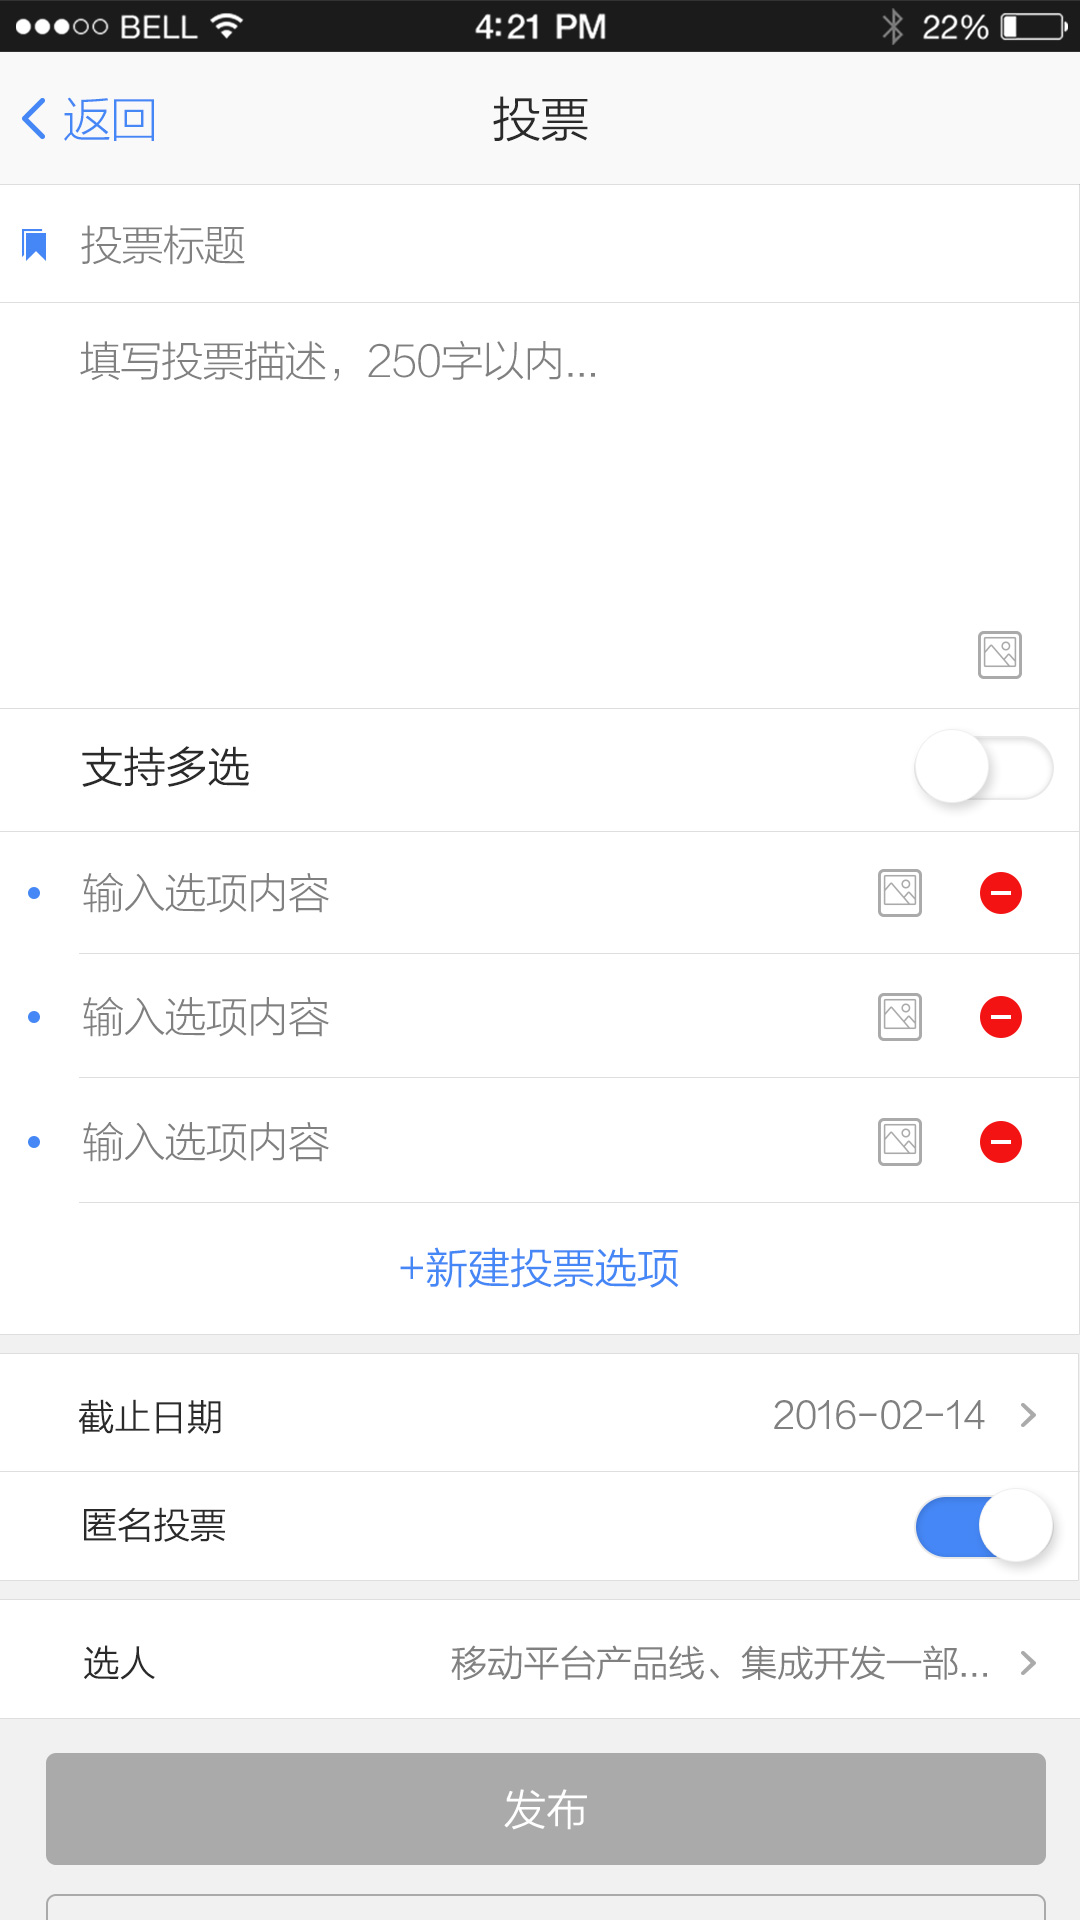 BELL 4:21 PM 22%
返回 投票
投票标题
填写投票描述，250字以内...
支持多选
输入选项内容
输入选项内容
输入选项内容
+新建投票选项
截止日期 2016-02-14
匿名投票
选人 移动平台产品线、集成开发一部...
发布